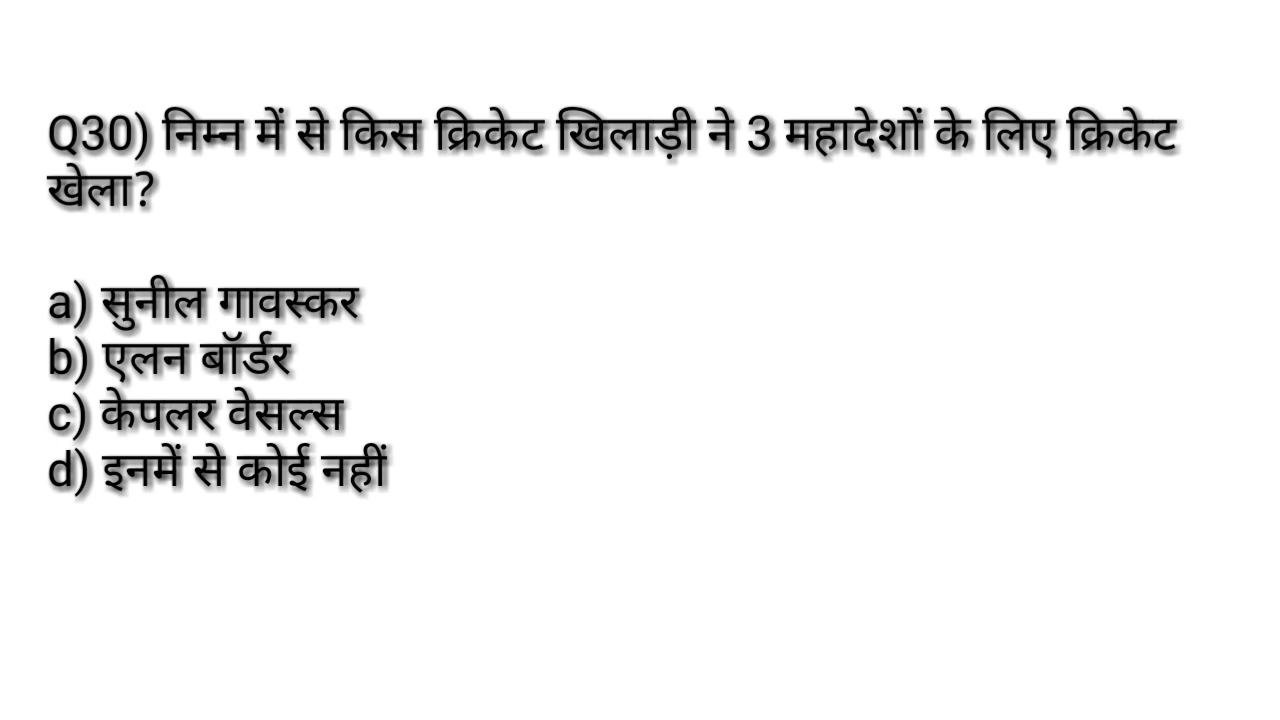 Q30) निम्न में से किस क्रिकेट खिलाड़ी ने 3 महादेशों के लिए क्रिकेट
खेला?
a) सुनील गावस्कर
b) एलन बॉर्डर
c) केपलर वेसल्स
d) इनमें से कोई नहीं